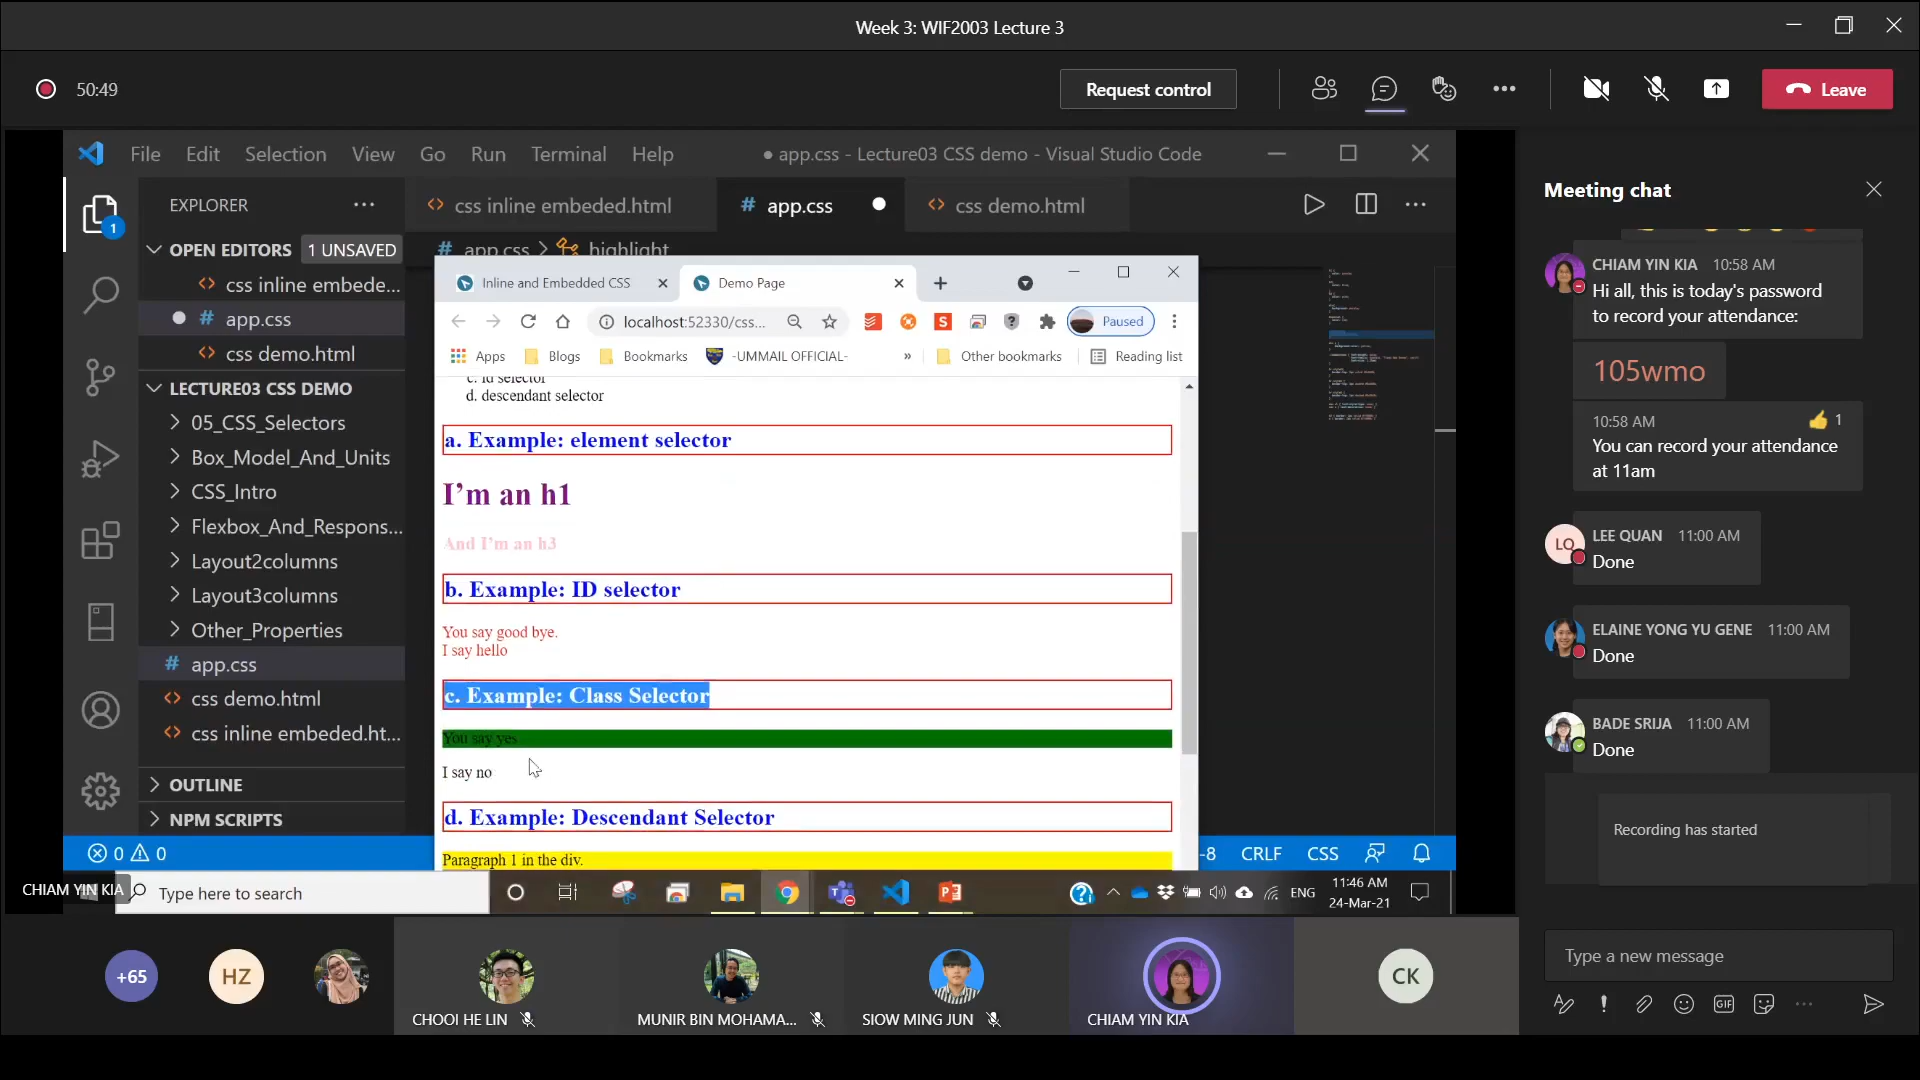 Week 3: WIF2003 Lecture 3
50:49
Request control
Leave
File Edit Selection View Go Run Terminal Help
● app.css - Lecture03 CSS demo - Visual Studio Code
EXPLORER
css inline embeded.html
# app.css
css demo.html
OPEN EDITORS 1 UNSAVED
# app.css > highlight
css inline embede...
# app.css
css demo.html
LECTURE03 CSS DEMO
05_CSS_Selectors
Box_Model_And_Units
CSS_Intro
Flexbox_And_Respons...
Layout2columns
Layout3columns
Other_Properties
# app.css
css demo.html
css inline embeded.ht...
OUTLINE
NPM SCRIPTS
1
0 0
Inline and Embedded CSS
Demo Page
localhost:52330/css...
Paused
Apps Blogs Bookmarks -UMMAIL OFFICIAL- » Other bookmarks Reading list
c. id selector
d. descendant selector
a. Example: element selector
I’m an h1
And I’m an h3
b. Example: ID selector
You say good bye.
I say hello
c. Example: Class Selector
You say yes
I say no
d. Example: Descendant Selector
Paragraph 1 in the div.
-8 CRLF CSS
CHIAM YIN KIA
Type here to search
ENG
11:46 AM
24-Mar-21
Meeting chat
CHIAM YIN KIA 10:58 AM
Hi all, this is today's password
to record your attendance:
105wmo
10:58 AM 1
You can record your attendance
at 11am
LQ
LEE QUAN 11:00 AM
Done
ELAINE YONG YU GENE 11:00 AM
Done
BADE SRIJA 11:00 AM
Done
Recording has started
Type a new message
GIF
+65
HZ
CK
CHOOI HE LIN
MUNIR BIN MOHAMA...
SIOW MING JUN
CHIAM YIN KIA